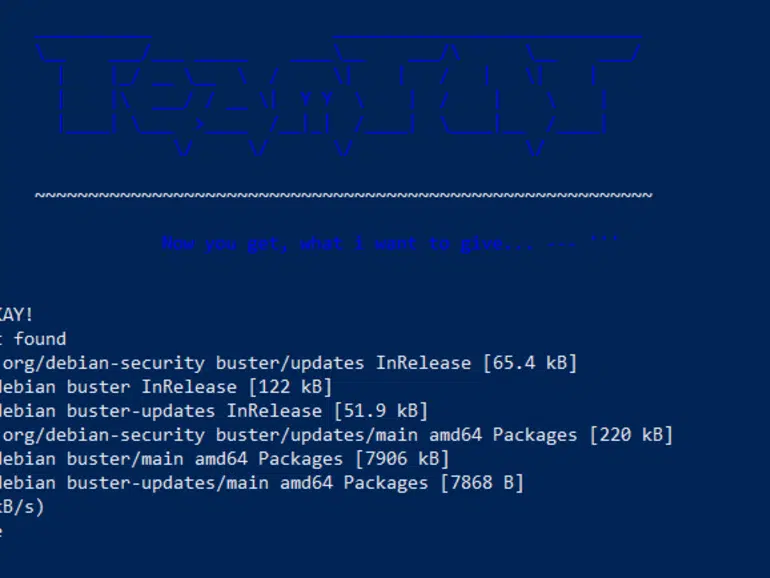 TeamTNT
~~~~~~~~~~~~~~~~~~~~~~~~~~~~~~~~~~~~~~~~~~~~~~~~~~~~~~~~~~
Now you get, what I want to give... --- '''
KAY!
t found
.org/debian-security buster/updates InRelease [65.4 kB]
debian buster InRelease [122 kB]
debian buster-updates InRelease [51.9 kB]
.org/debian-security buster/updates/main amd64 Packages [220 kB]
debian buster/main amd64 Packages [7906 kB]
debian buster-updates/main amd64 Packages [7868 B]
kB/s)
e